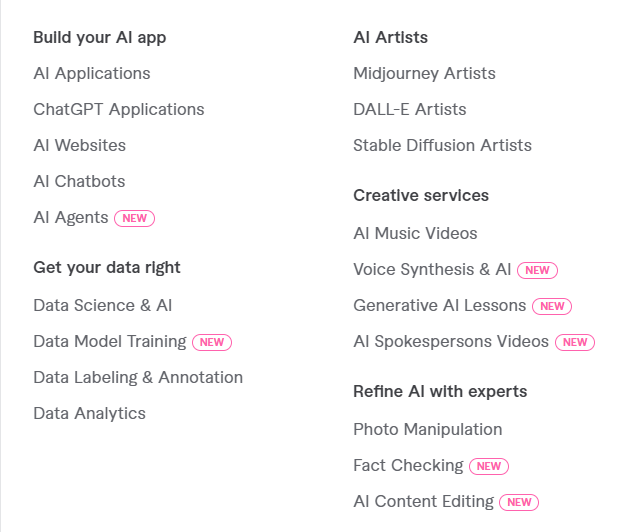 Build your AI app
AI Applications
ChatGPT Applications
AI Websites
AI Chatbots
AI Agents NEW
Get your data right
Data Science & AI
Data Model Training NEW
Data Labeling & Annotation
Data Analytics
AI Artists
Midjourney Artists
DALL-E Artists
Stable Diffusion Artists
Creative services
AI Music Videos
Voice Synthesis & AI NEW
Generative AI Lessons NEW
AI Spokespersons Videos NEW
Refine AI with experts
Photo Manipulation
Fact Checking NEW
AI Content Editing NEW